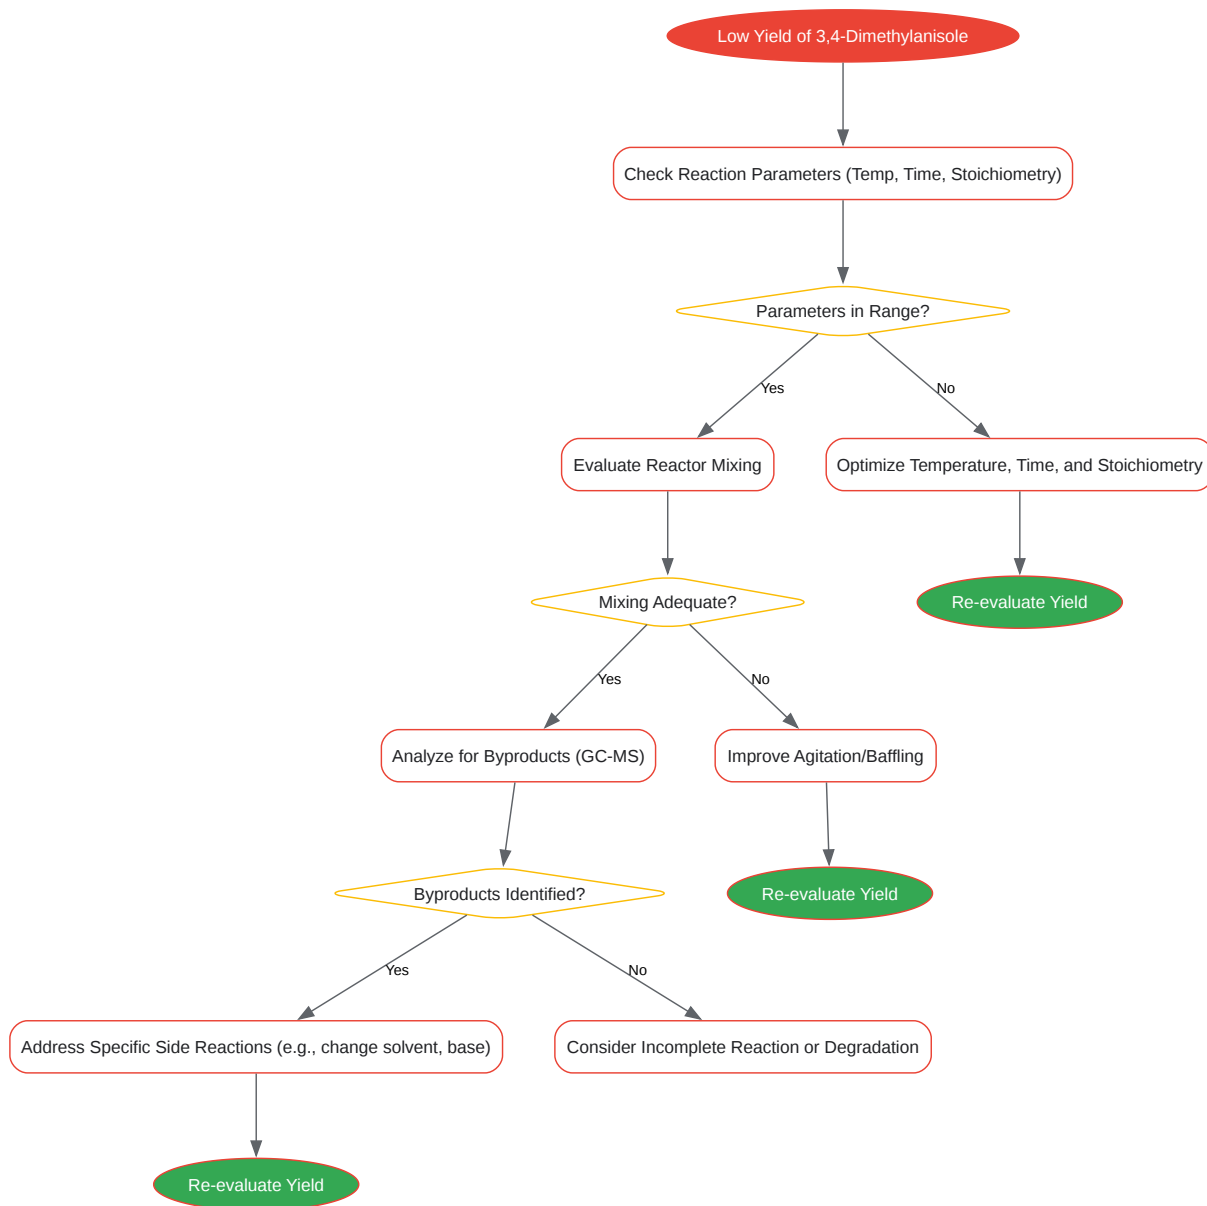 Low Yield of 3,4-Dimethylanisole
Check Reaction Parameters (Temp, Time, Stoichiometry)
Parameters in Range?
Yes
No
Evaluate Reactor Mixing
Optimize Temperature, Time, and Stoichiometry
Mixing Adequate?
Re-evaluate Yield
Yes
No
Analyze for Byproducts (GC-MS)
Improve Agitation/Baffling
Byproducts Identified?
Re-evaluate Yield
Yes
No
Address Specific Side Reactions (e.g., change solvent, base)
Consider Incomplete Reaction or Degradation
Re-evaluate Yield